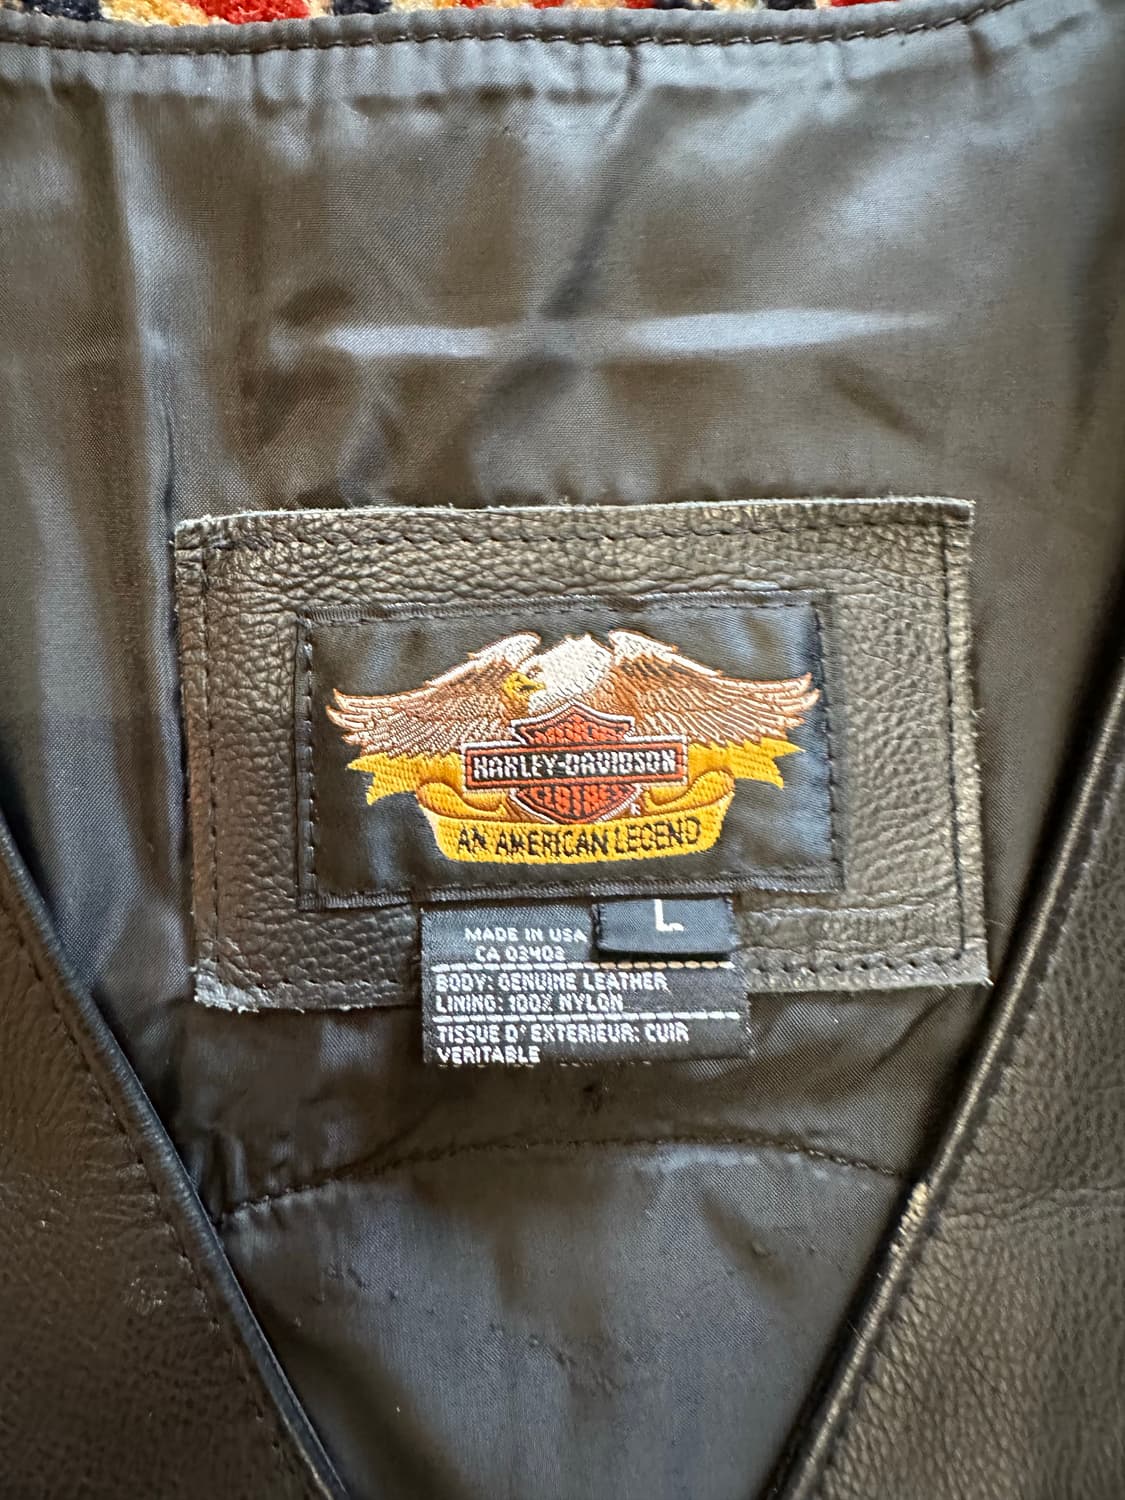 HARLEY-DAVIDSON
AN AMERICAN LEGEND
L
MADE IN USA
CA 03402
BODY: GENUINE LEATHER
LINING: 100% NYLON
TISSUE D' EXTERIEUR: CUIR
VERITABLE